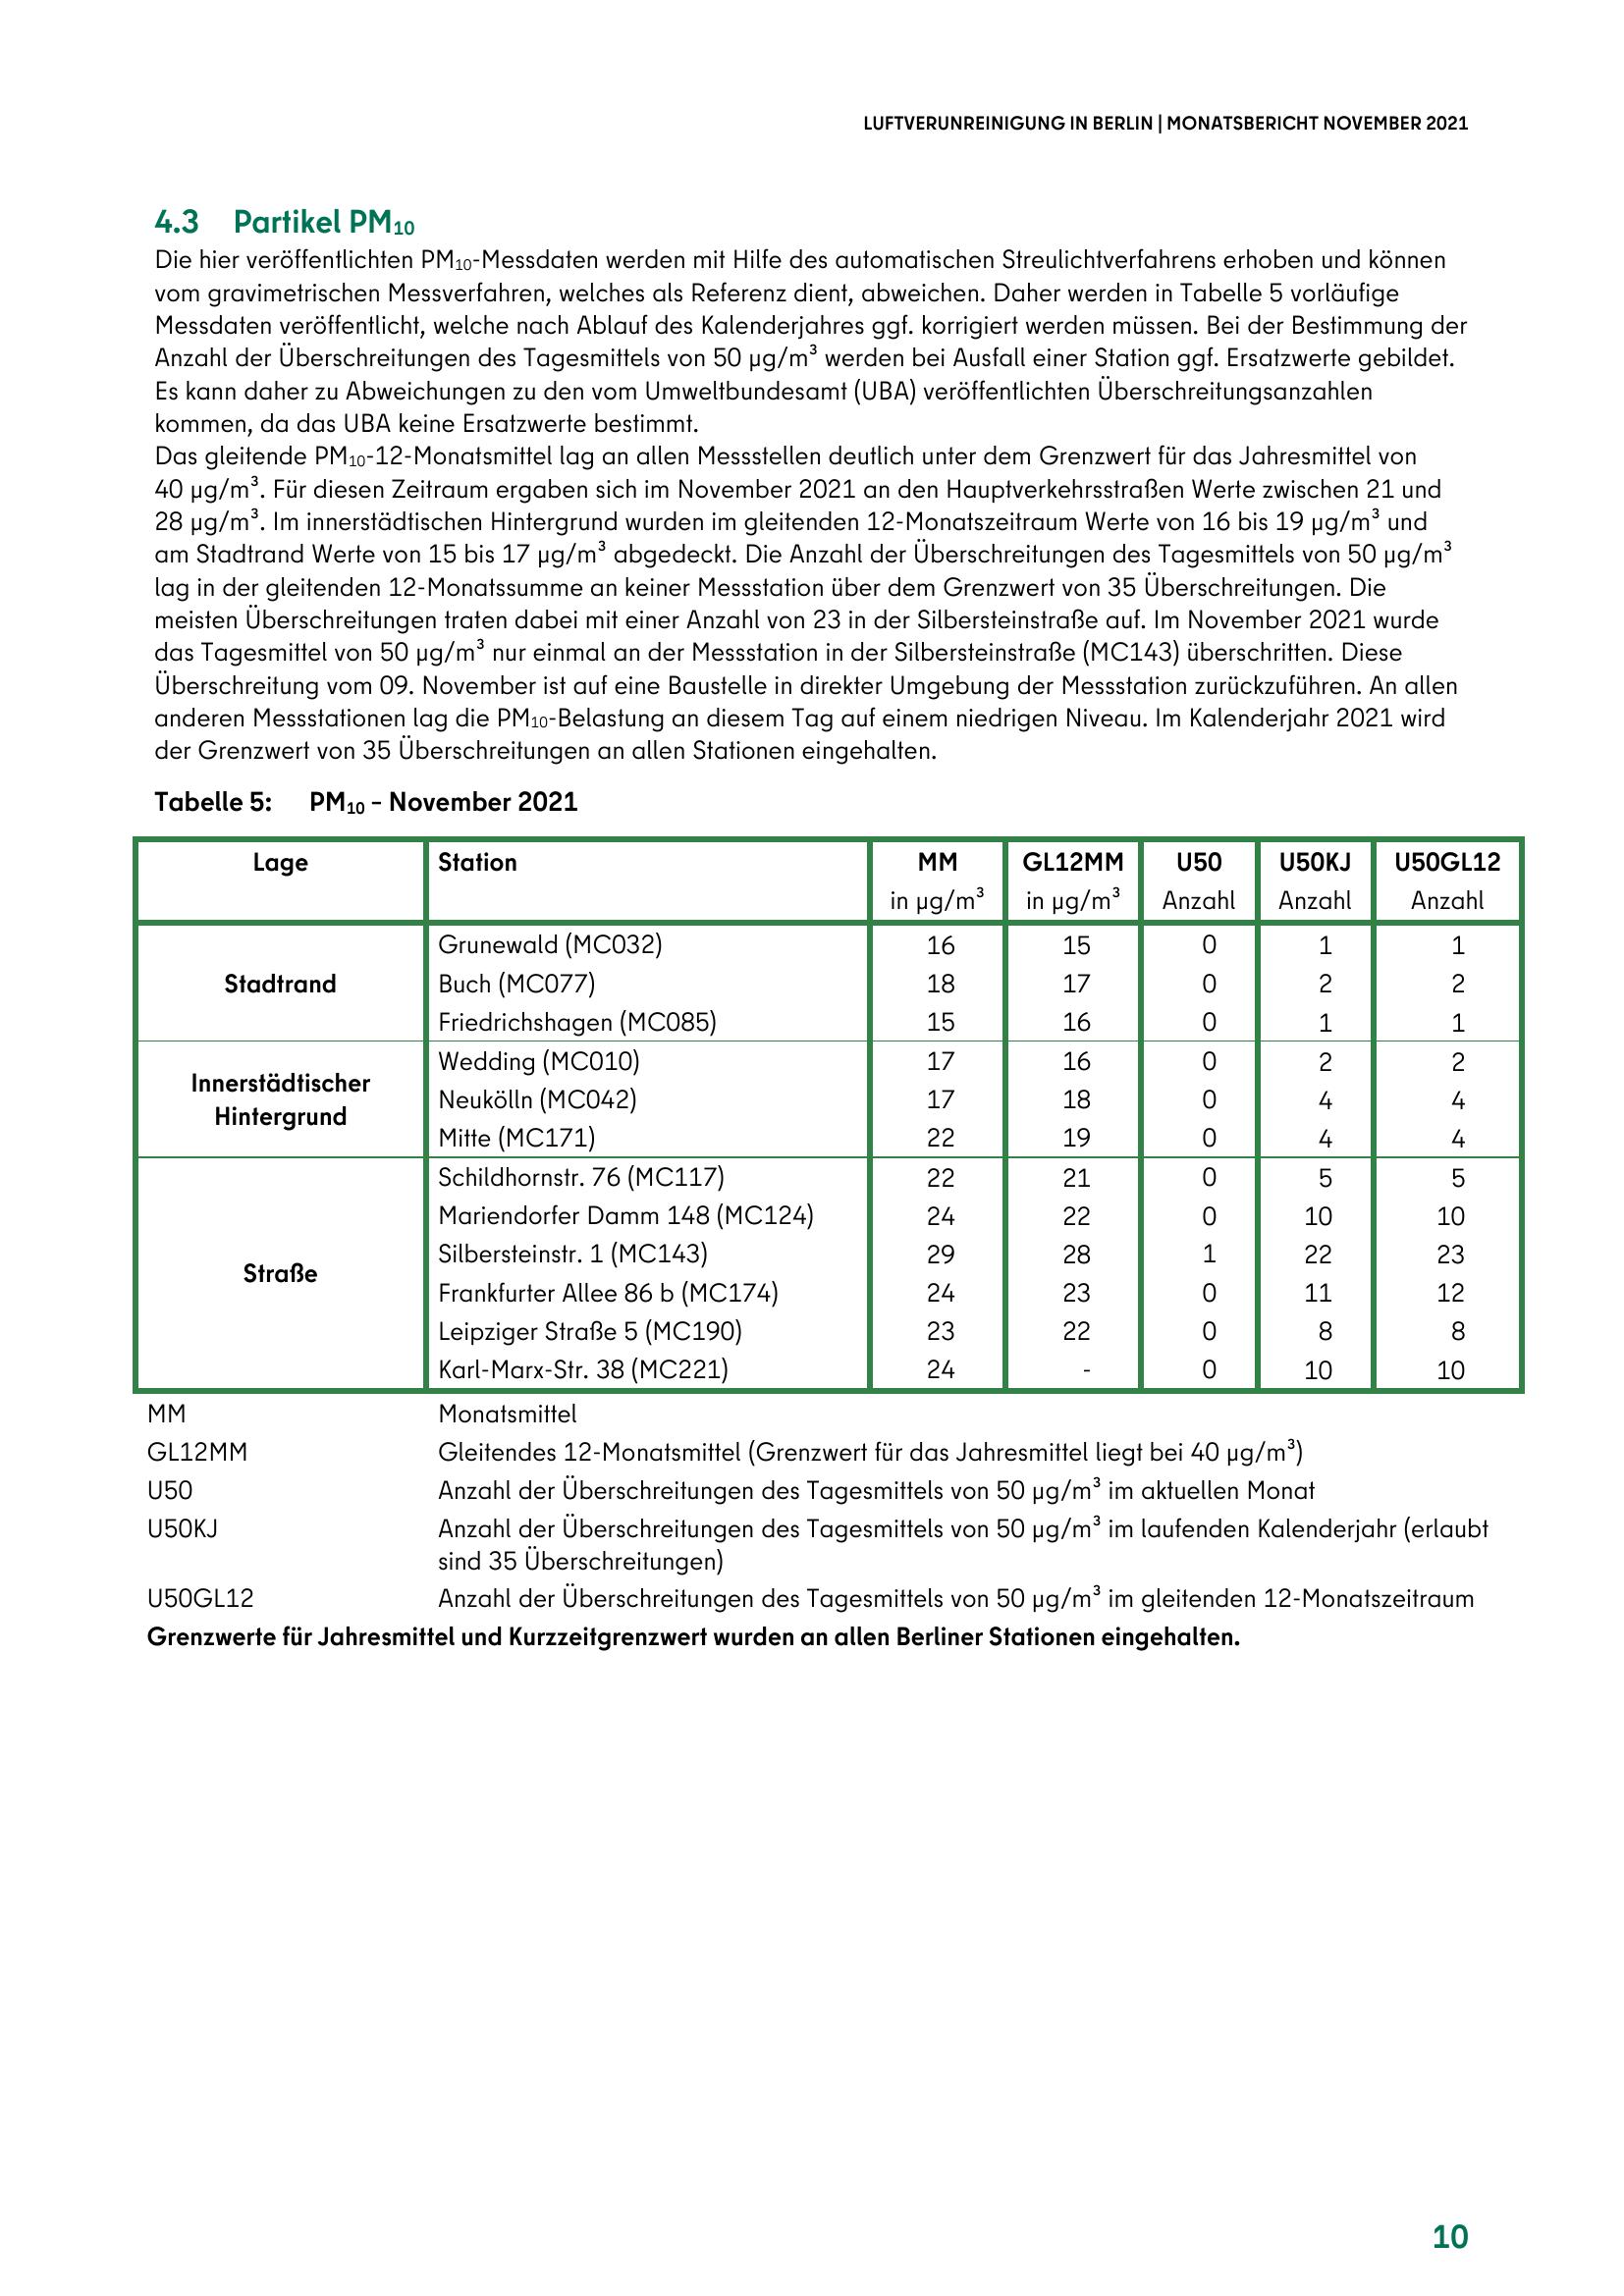 LUFTVERUNREINIGUNG IN BERLIN | MONATSBERICHT NOVEMBER 2021
4.3 Partikel PM₁₀
Die hier veröffentlichten PM₁₀-Messdaten werden mit Hilfe des automatischen Streulichtverfahrens erhoben und können
vom gravimetrischen Messverfahren, welches als Referenz dient, abweichen. Daher werden in Tabelle 5 vorläufige
Messdaten veröffentlicht, welche nach Ablauf des Kalenderjahres ggf. korrigiert werden müssen. Bei der Bestimmung der
Anzahl der Überschreitungen des Tagesmittels von 50 µg/m³ werden bei Ausfall einer Station ggf. Ersatzwerte gebildet.
Es kann daher zu Abweichungen zu den vom Umweltbundesamt (UBA) veröffentlichten Überschreitungsanzahlen
kommen, da das UBA keine Ersatzwerte bestimmt.
Das gleitende PM₁₀-12-Monatsmittel lag an allen Messstellen deutlich unter dem Grenzwert für das Jahresmittel von
40 µg/m³. Für diesen Zeitraum ergaben sich im November 2021 an den Hauptverkehrsstraßen Werte zwischen 21 und
28 µg/m³. Im innerstädtischen Hintergrund wurden im gleitenden 12-Monatszeitraum Werte von 16 bis 19 µg/m³ und
am Stadtrand Werte von 15 bis 17 µg/m³ abgedeckt. Die Anzahl der Überschreitungen des Tagesmittels von 50 µg/m³
lag in der gleitenden 12-Monatssumme an keiner Messstation über dem Grenzwert von 35 Überschreitungen. Die
meisten Überschreitungen traten dabei mit einer Anzahl von 23 in der Silbersteinstraße auf. Im November 2021 wurde
das Tagesmittel von 50 µg/m³ nur einmal an der Messstation in der Silbersteinstraße (MC143) überschritten. Diese
Überschreitung vom 09. November ist auf eine Baustelle in direkter Umgebung der Messstation zurückzuführen. An allen
anderen Messstationen lag die PM₁₀-Belastung an diesem Tag auf einem niedrigen Niveau. Im Kalenderjahr 2021 wird
der Grenzwert von 35 Überschreitungen an allen Stationen eingehalten.
Tabelle 5: PM₁₀ - November 2021
Lage Station MM GL12MM U50 U50KJ U50GL12
in µg/m³ in µg/m³ Anzahl Anzahl Anzahl
Grunewald (MC032) 16 15 0 1 1
Stadtrand Buch (MC077) 18 17 0 2 2
Friedrichshagen (MC085) 15 16 0 1 1
Wedding (MC010) 17 16 0 2 2
Innerstädtischer
Hintergrund
Neukölln (MC042) 17 18 0 4 4
Mitte (MC171) 22 19 0 4 4
Schildhornstr. 76 (MC117) 22 21 0 5 5
Mariendorfer Damm 148 (MC124) 24 22 0 10 10
Silbersteinstr. 1 (MC143) 29 28 1 22 23
Straße
Frankfurter Allee 86 b (MC174) 24 23 0 11 12
Leipziger Straße 5 (MC190) 23 22 0 8 8
Karl-Marx-Str. 38 (MC221) 24 - 0 10 10
MM Monatsmittel
GL12MM Gleitendes 12-Monatsmittel (Grenzwert für das Jahresmittel liegt bei 40 µg/m³)
U50 Anzahl der Überschreitungen des Tagesmittels von 50 µg/m³ im aktuellen Monat
U50KJ Anzahl der Überschreitungen des Tagesmittels von 50 µg/m³ im laufenden Kalenderjahr (erlaubt
sind 35 Überschreitungen)
U50GL12 Anzahl der Überschreitungen des Tagesmittels von 50 µg/m³ im gleitenden 12-Monatszeitraum
Grenzwerte für Jahresmittel und Kurzzeitgrenzwert wurden an allen Berliner Stationen eingehalten.
10